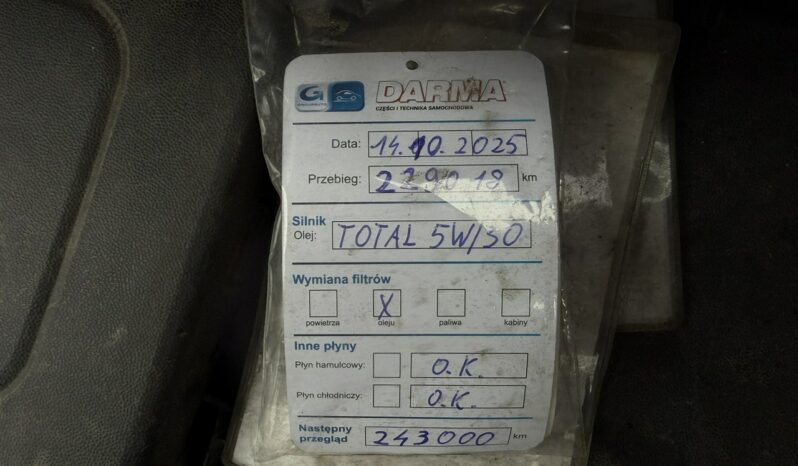 G DARMA
CZĘŚCI I TECHNIKA SAMOCHODOWA
Data: 14.10.2025
Przebieg: 229018 km
Silnik
Olej: TOTAL 5W/30
Wymiana filtrów
X
powietrza oleju paliwa kabiny
Inne płyny
Płyn hamulcowy: O.K.
Płyn chłodniczy: O.K.
Następny
przegląd 243000 km